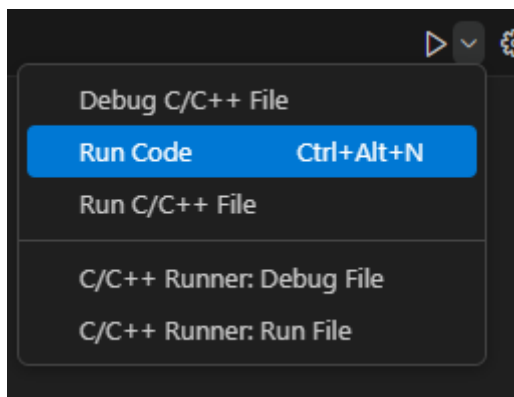 Debug C/C++ File
Run Code Ctrl+Alt+N
Run C/C++ File
C/C++ Runner: Debug File
C/C++ Runner: Run File